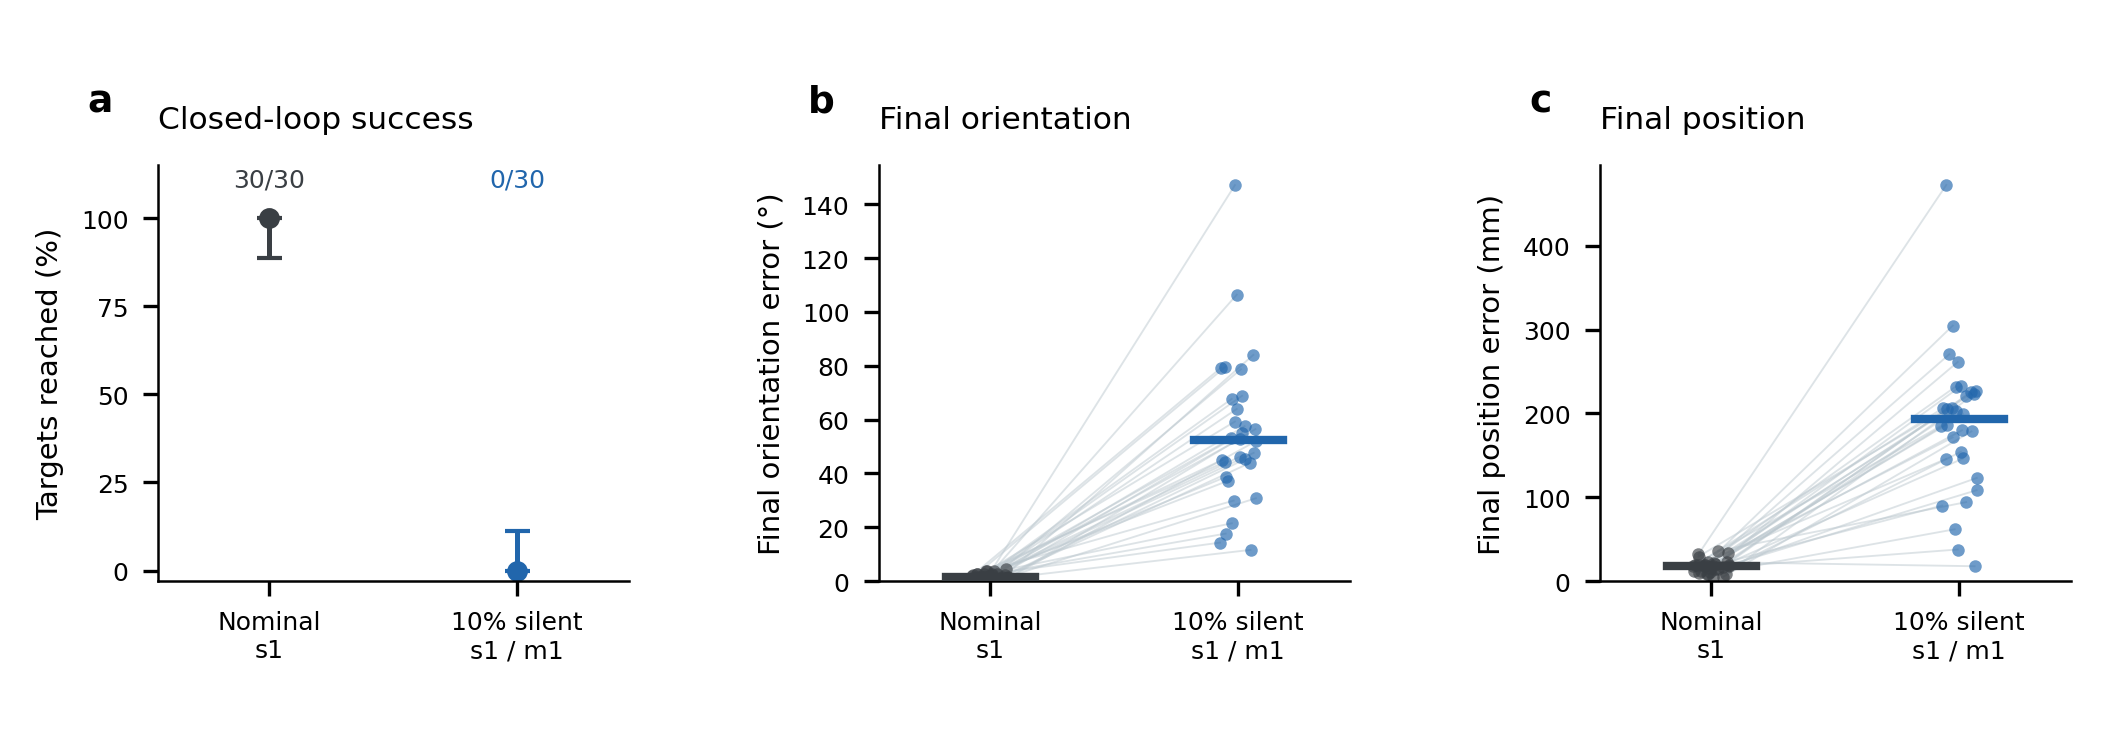 a
Closed-loop success
30/30
0/30
Targets reached (%)
100
75
50
25
0
Nominal
s1
10% silent
s1 / m1
b
Final orientation
Final orientation error (°)
140
120
100
80
60
40
20
0
Nominal
s1
10% silent
s1 / m1
c
Final position
Final position error (mm)
400
300
200
100
0
Nominal
s1
10% silent
s1 / m1